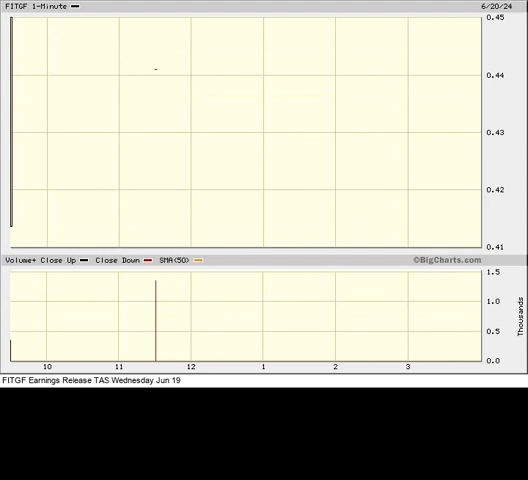 FITGF 1-Minute 6/20/24
0.45
0.44
0.43
0.42
0.41
Volume+ Close Up Close Down SMA(50) ©BigCharts.com
1.5
1.0
0.5
0.0
Thousands
10 11 12 1 2 3
FITGF Earnings Release TAS Wednesday Jun 19